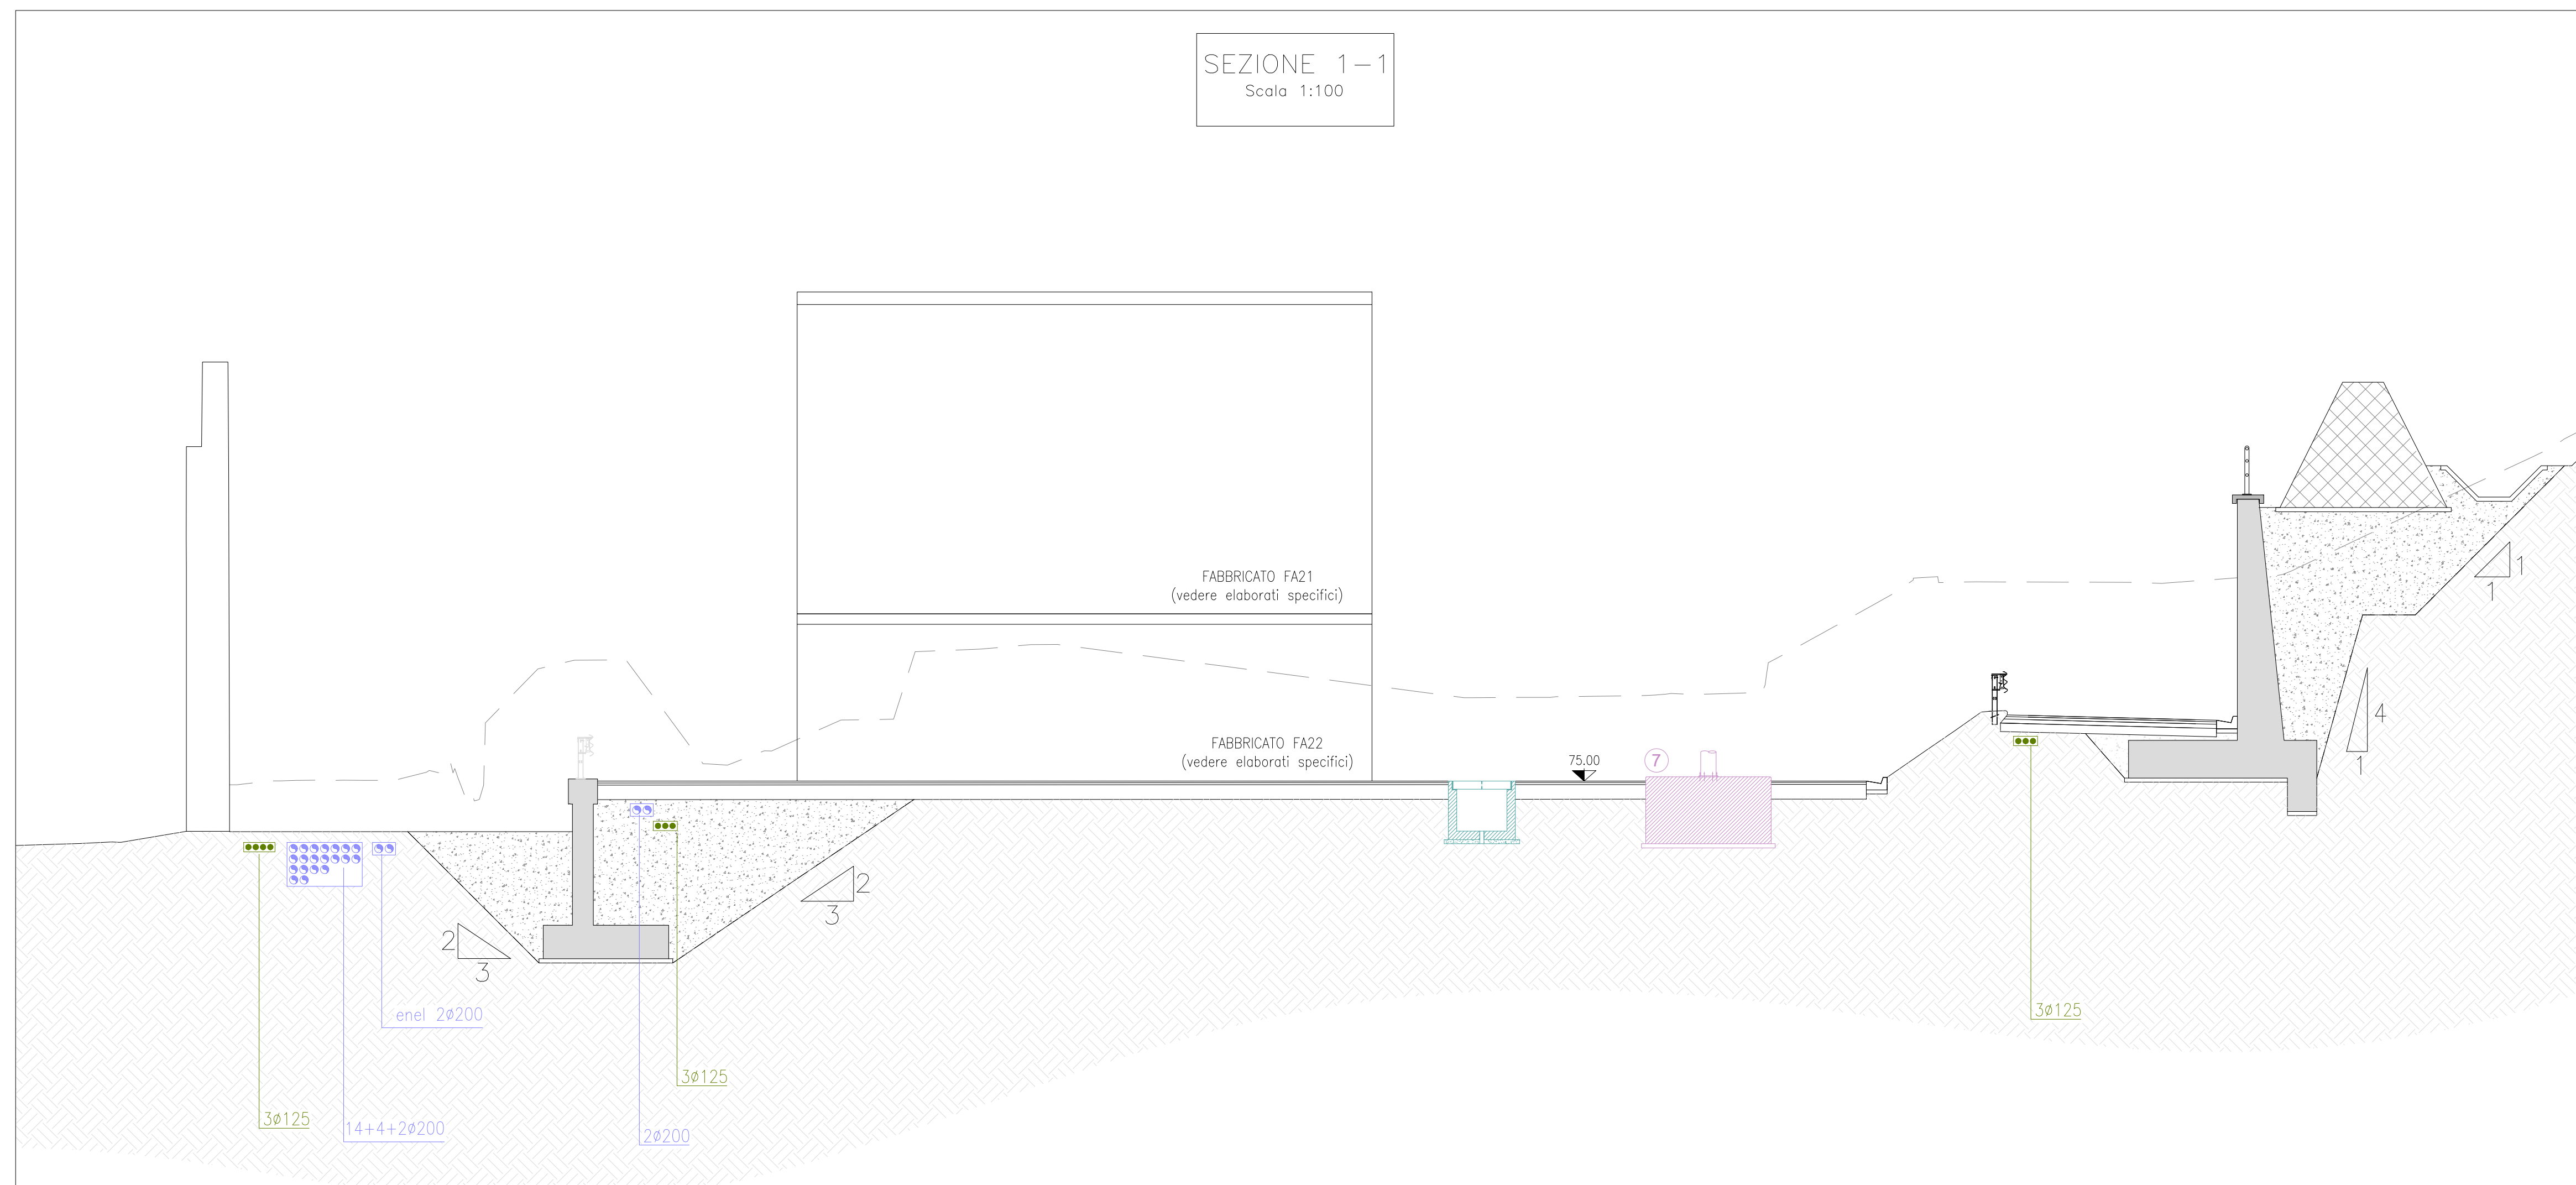 SEZIONE 1-1
Scala 1:100
FABBRICATO FA21
(vedere elaborati specifici)
1
1
4
1
FABBRICATO FA22
(vedere elaborati specifici)
75.00
7
2
3
2
3
enel 2ø200
3ø125
3ø125
3ø125
14+4+2ø200
2ø200